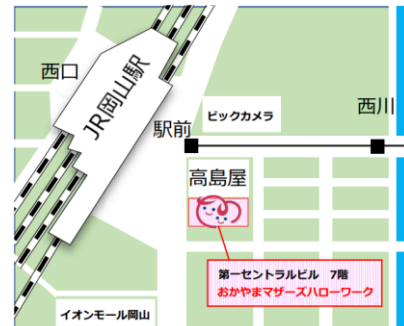 西口
JR岡山駅
ビックカメラ
西川
駅前
高島屋
第一セントラルビル 7階
おかやまマザーズハローワーク
イオンモール岡山